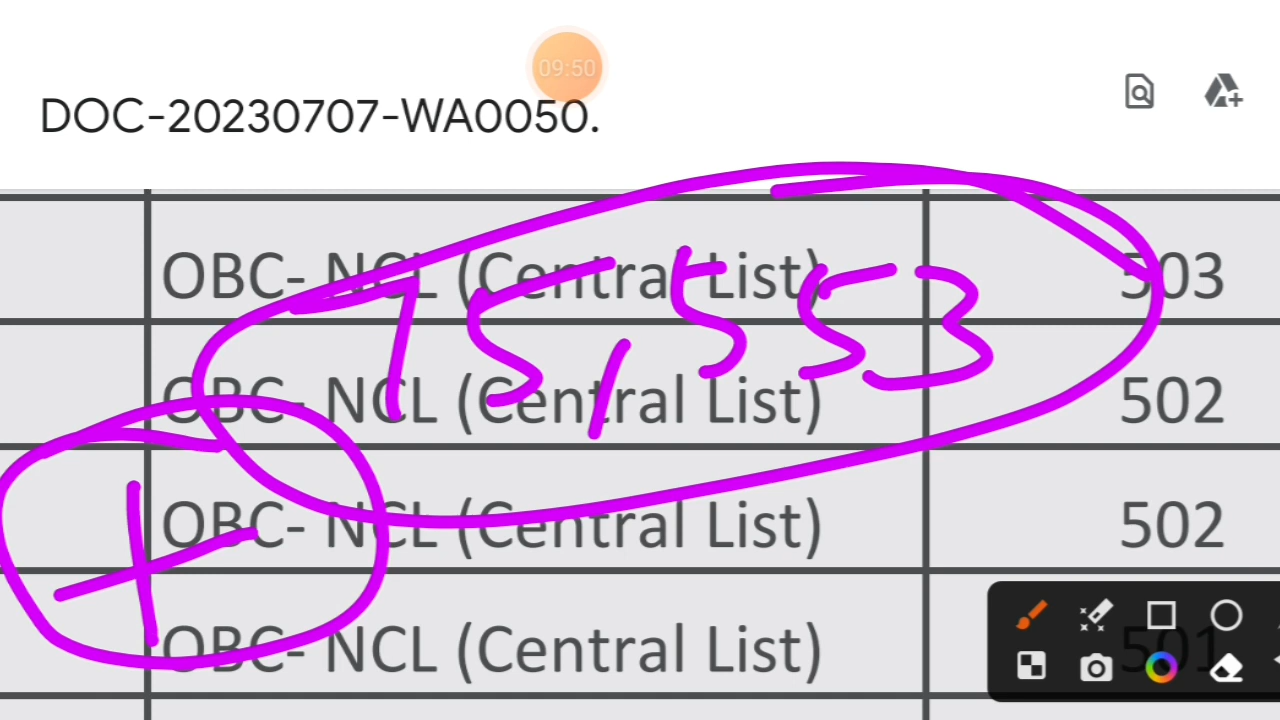 09:50
DOC-20230707-WA0050.
OBC- NCL (Central List) 503
75,553
OBC- NCL (Central List) 502
+
OBC- NCL (Central List) 502
OBC- NCL (Central List) 501